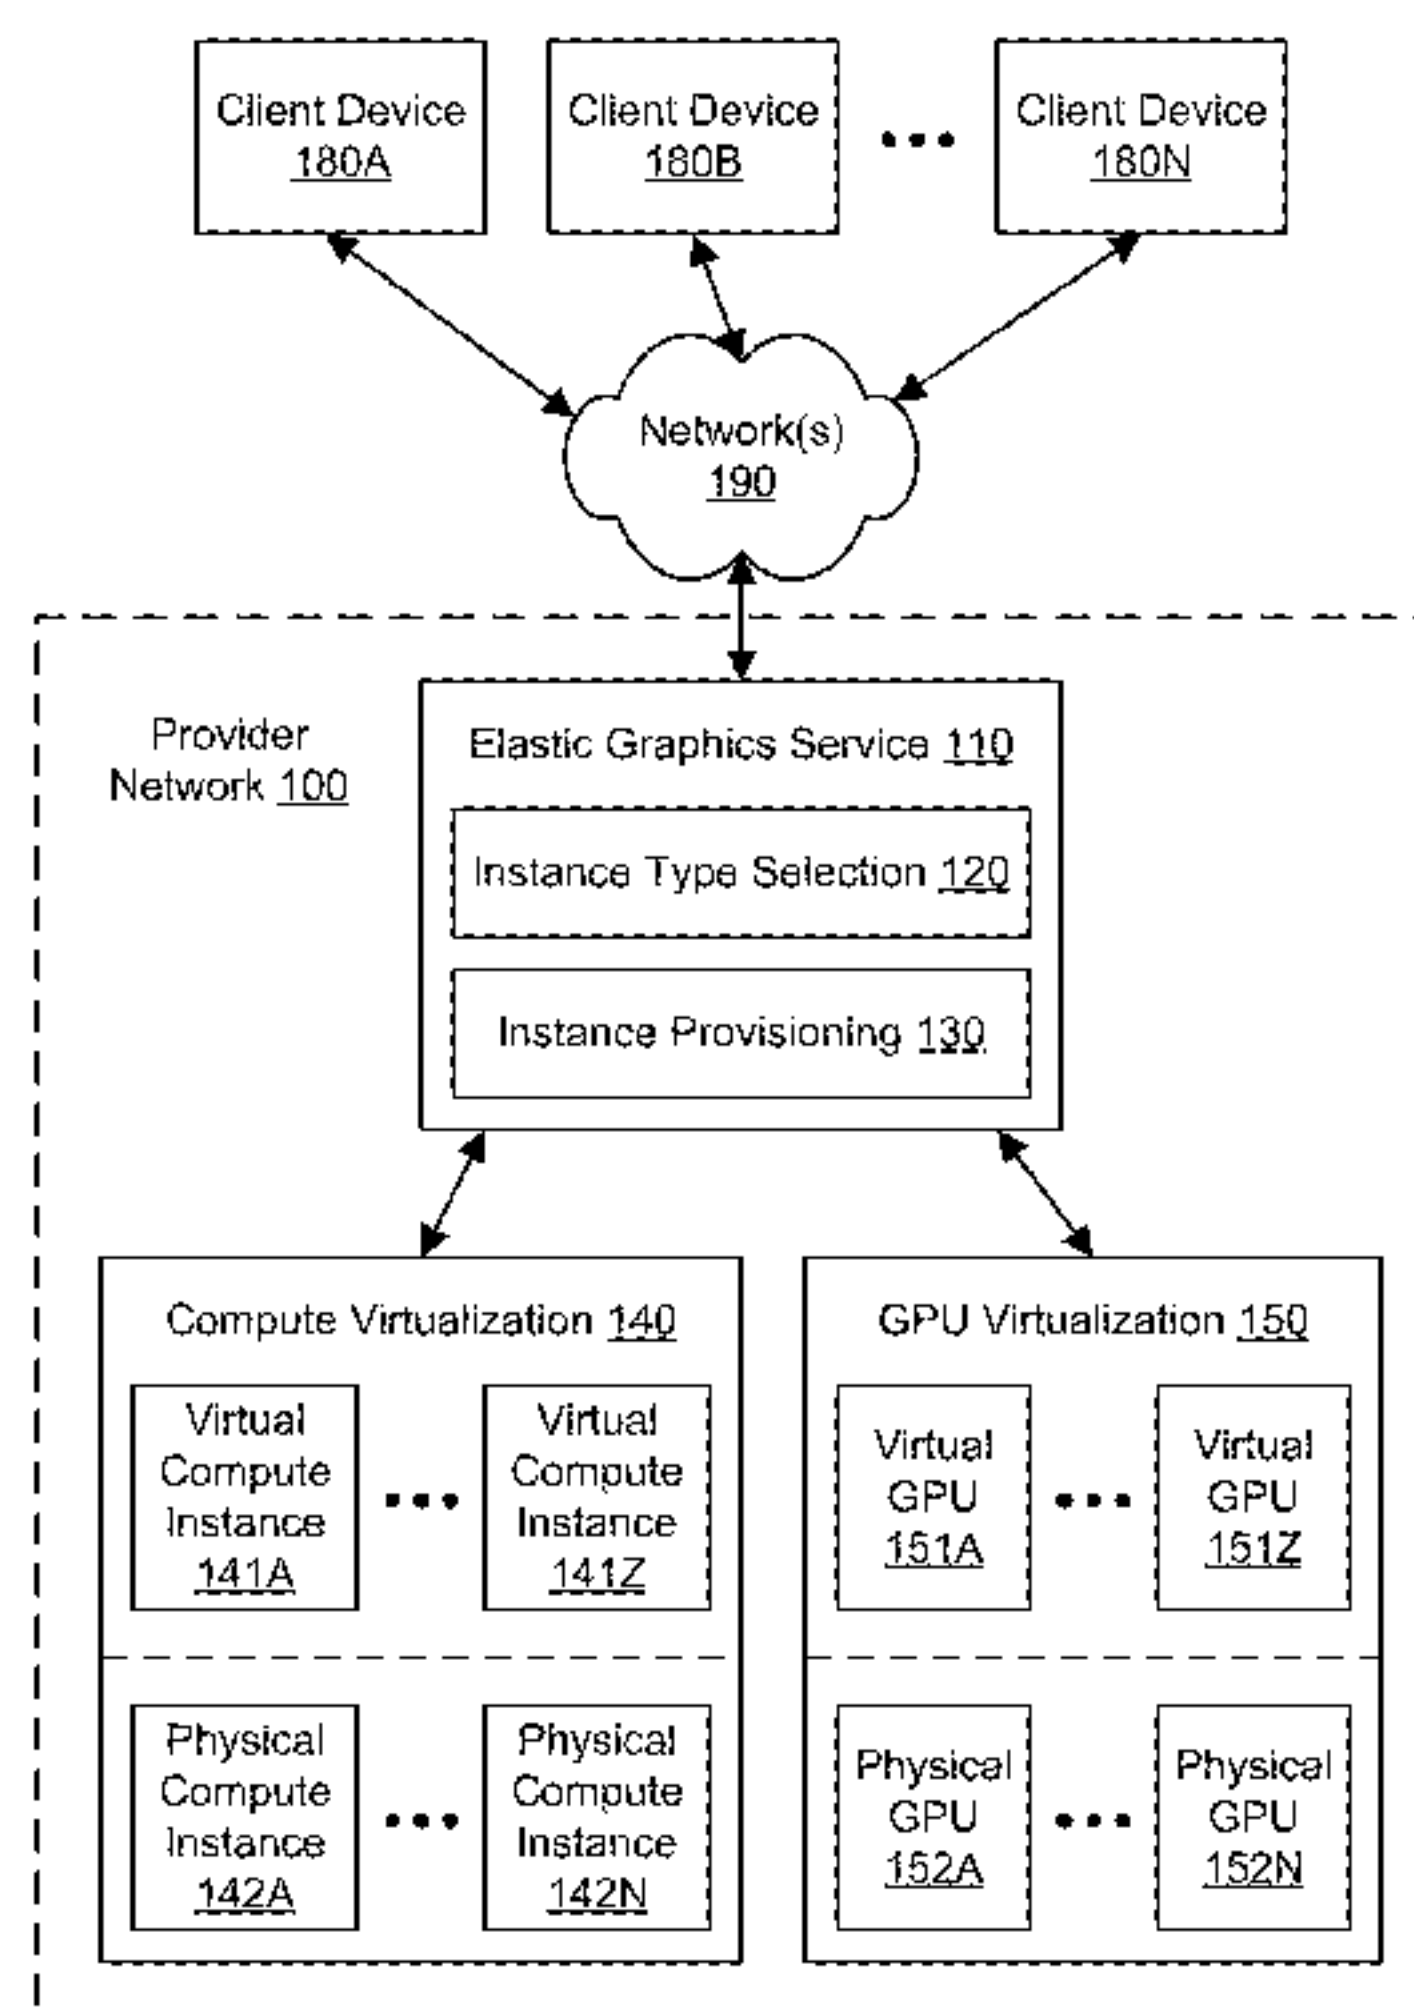 Client Device
180A
Client Device
180B
Client Device
180N
Network(s)
190
Provider
Network 100
Elastic Graphics Service 110
Instance Type Selection 120
Instance Provisioning 130
Compute Virtualization 140
Virtual
Compute
Instance
141A
Virtual
Compute
Instance
141Z
Physical
Compute
Instance
142A
Physical
Compute
Instance
142N
GPU Virtualization 150
Virtual
GPU
151A
Virtual
GPU
151Z
Physical
GPU
152A
Physical
GPU
152N